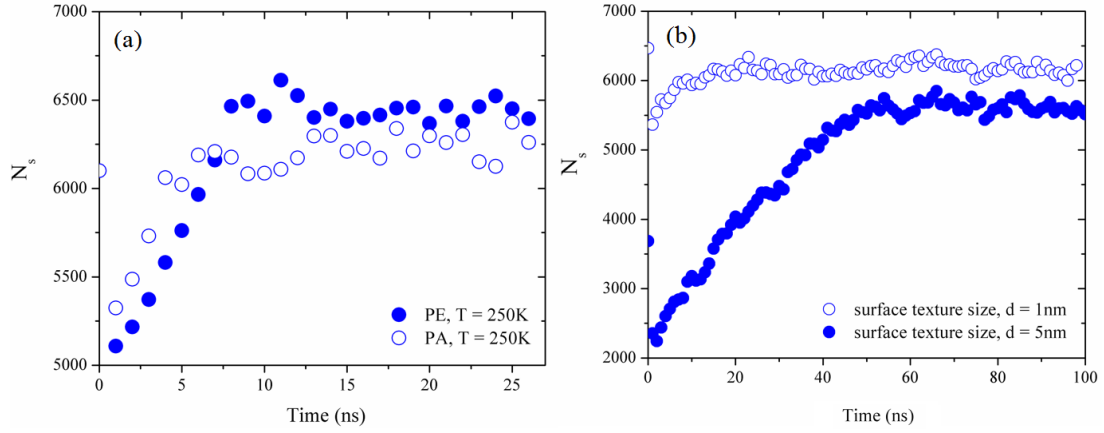 (a)
7000
6500
6000
5500
5000
N_s
PE, T = 250K
PA, T = 250K
0 5 10 15 20 25
Time (ns)
(b)
7000
6000
5000
4000
3000
2000
N_s
surface texture size, d = 1nm
surface texture size, d = 5nm
0 20 40 60 80 100
Time (ns)